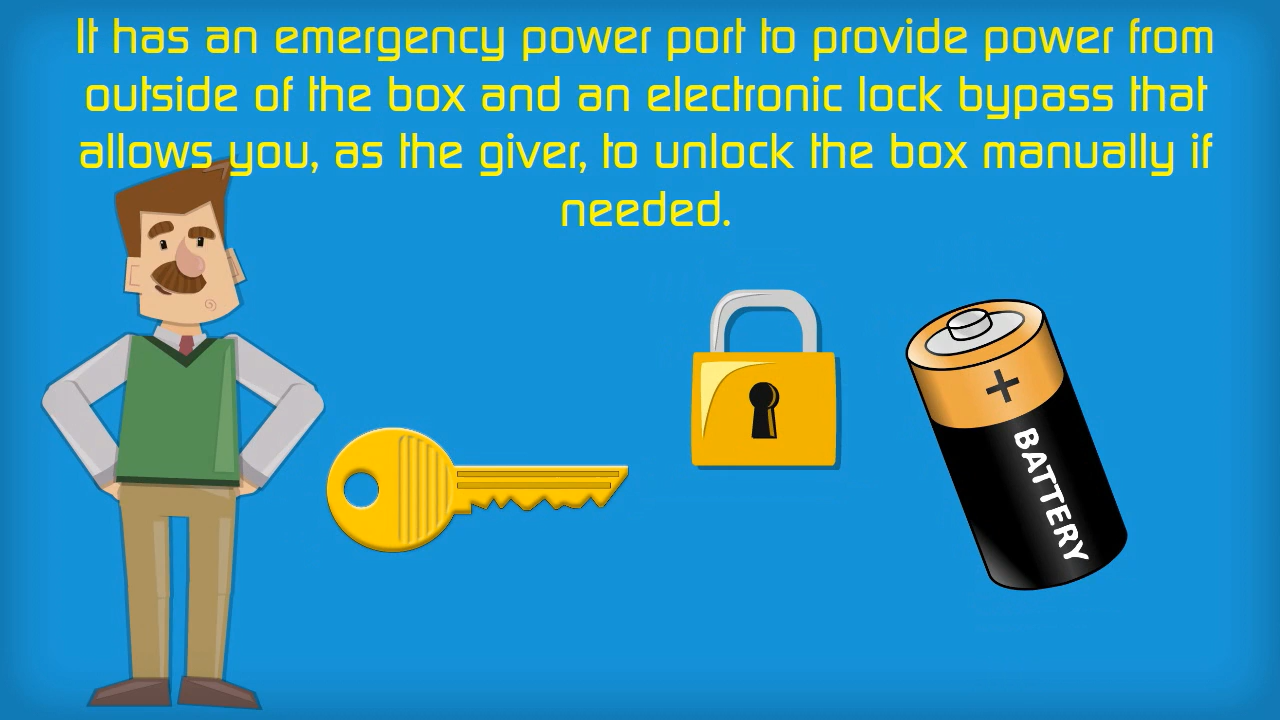 It has an emergency power port to provide power from
outside of the box and an electronic lock bypass that
allows you, as the giver, to unlock the box manually if
needed.
+
BATTERY